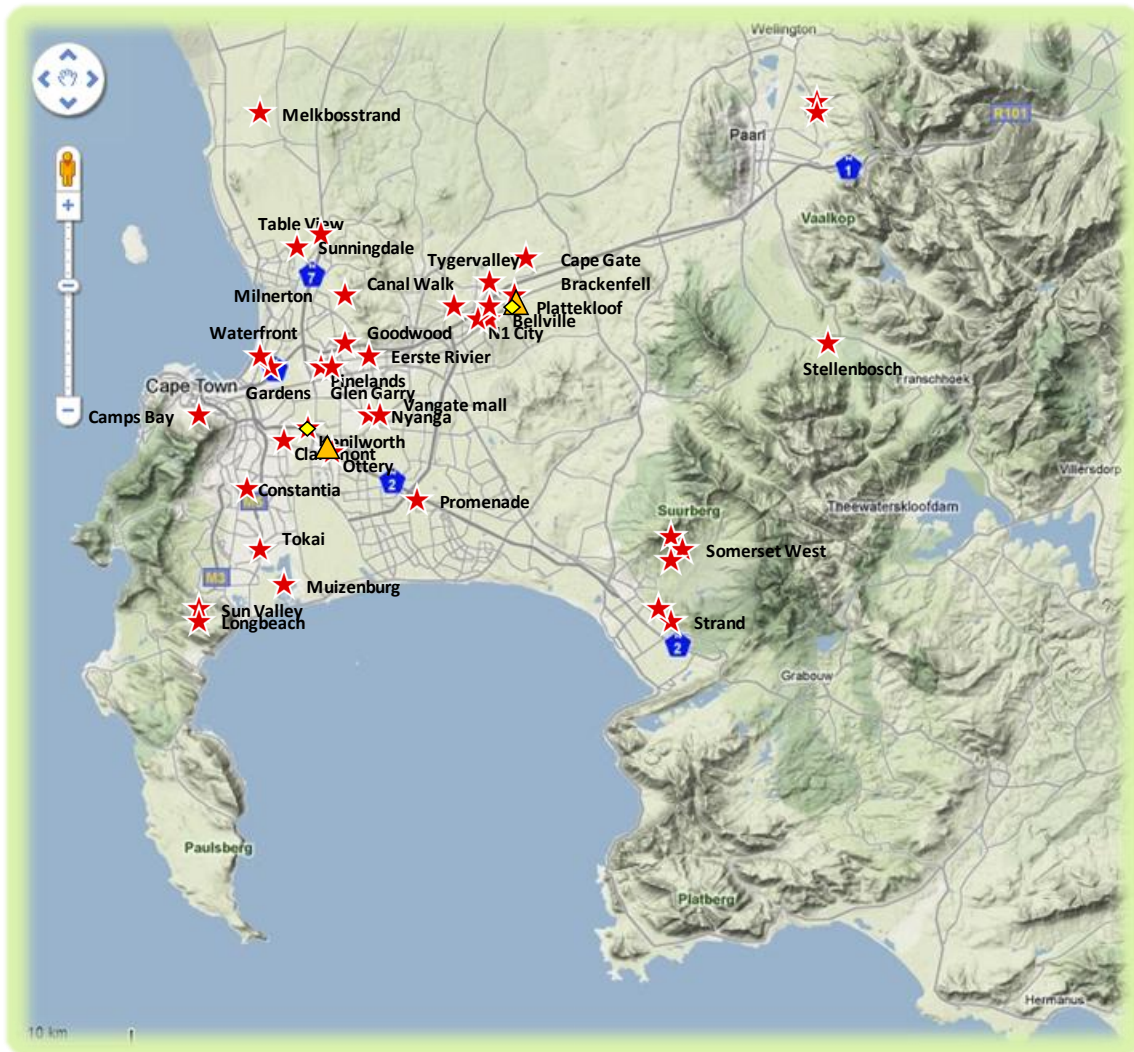 Wellington
Melkbosstrand
R101
Paarl
N
1
Vaalkop
Table View
Sunningdale
N
7
Tygervalley
Cape Gate
Canal Walk
Brackenfell
Milnerton
Plattekloof
Bellville
N1 City
Waterfront
Goodwood
Eerste Rivier
Stellenbosch
Cape Town
Pinelands
Franschhoek
Gardens
Glen Garry
Camps Bay
Vangate mall
Nyanga
Kenilworth
Claremont
Ottery
Villiersdorp
N
2
Constantia
Promenade
Theewaterskloofdam
Suurberg
Tokai
Somerset West
M3
Muizenburg
Sun Valley
Longbeach
Strand
N
2
Grabouw
Paulsberg
Platberg
Hermanus
10 km